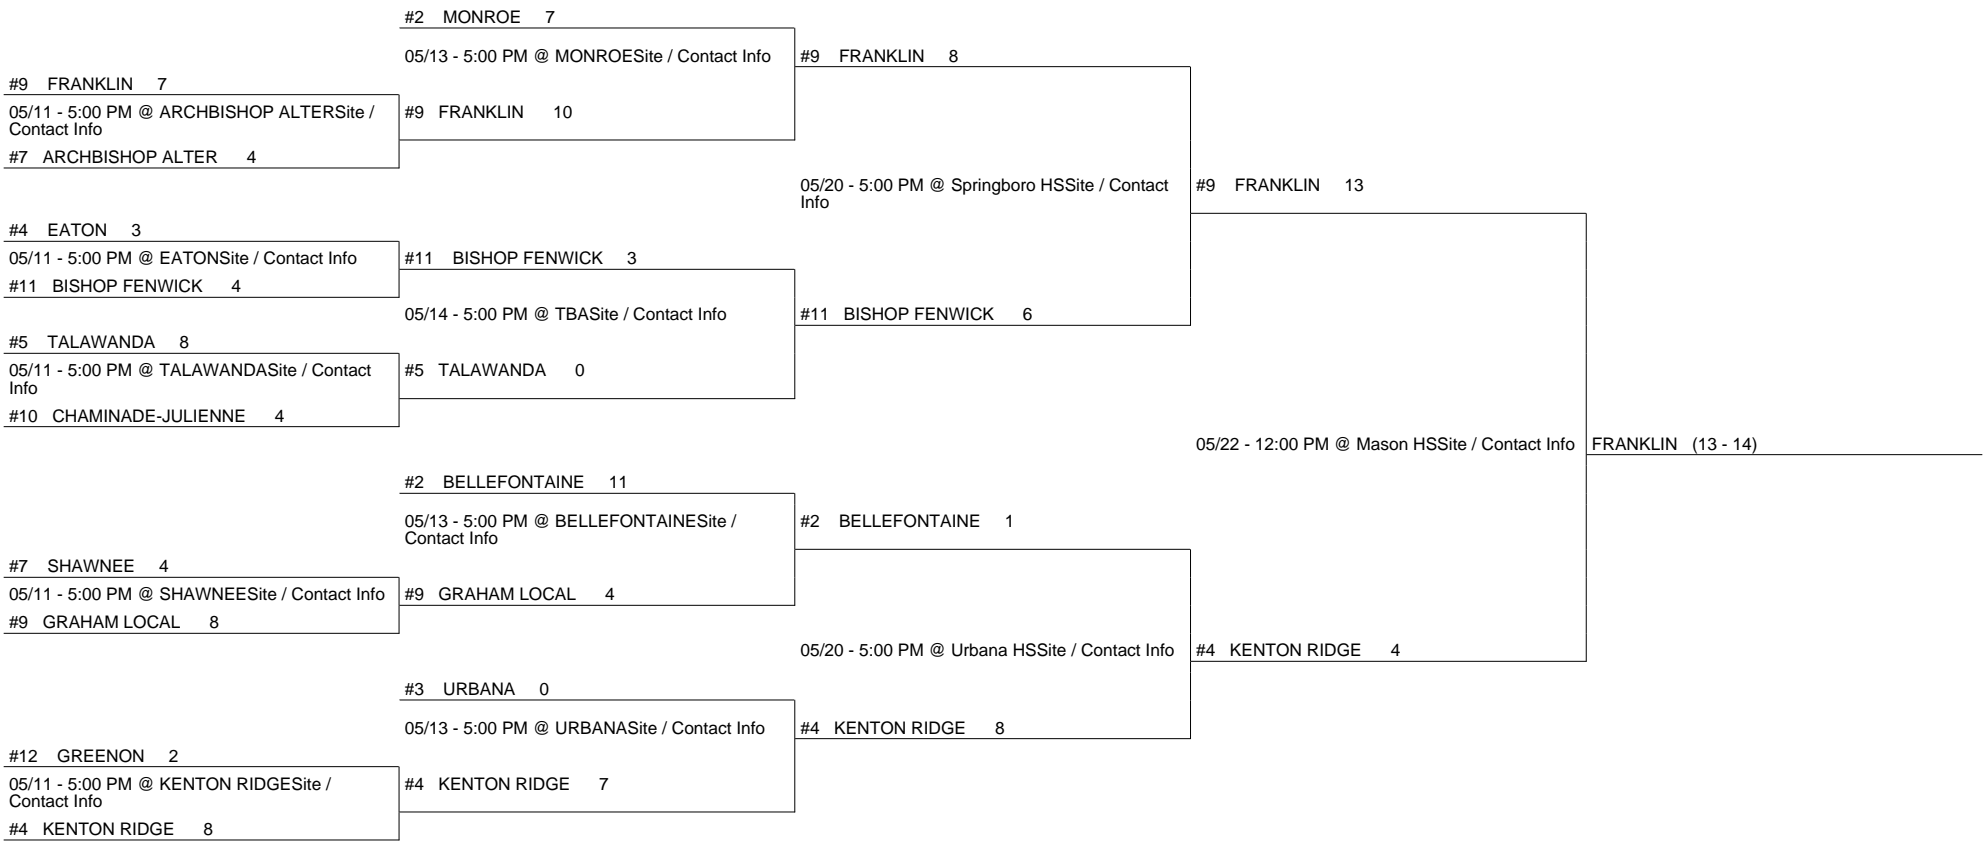 #2 MONROE 7
05/13 - 5:00 PM @ MONROESite / Contact Info
#9 FRANKLIN 8
#9 FRANKLIN 7
05/11 - 5:00 PM @ ARCHBISHOP ALTERSite /
Contact Info
#9 FRANKLIN 10
#7 ARCHBISHOP ALTER 4
05/20 - 5:00 PM @ Springboro HSSite / Contact
Info
#9 FRANKLIN 13
#4 EATON 3
05/11 - 5:00 PM @ EATONSite / Contact Info
#11 BISHOP FENWICK 3
#11 BISHOP FENWICK 4
05/14 - 5:00 PM @ TBASite / Contact Info
#11 BISHOP FENWICK 6
#5 TALAWANDA 8
05/11 - 5:00 PM @ TALAWANDASite / Contact
Info
#5 TALAWANDA 0
#10 CHAMINADE-JULIENNE 4
05/22 - 12:00 PM @ Mason HSSite / Contact Info
FRANKLIN (13 - 14)
#2 BELLEFONTAINE 11
05/13 - 5:00 PM @ BELLEFONTAINESite /
Contact Info
#2 BELLEFONTAINE 1
#7 SHAWNEE 4
05/11 - 5:00 PM @ SHAWNEESite / Contact Info
#9 GRAHAM LOCAL 4
#9 GRAHAM LOCAL 8
05/20 - 5:00 PM @ Urbana HSSite / Contact Info
#4 KENTON RIDGE 4
#3 URBANA 0
05/13 - 5:00 PM @ URBANASite / Contact Info
#4 KENTON RIDGE 8
#12 GREENON 2
05/11 - 5:00 PM @ KENTON RIDGESite /
Contact Info
#4 KENTON RIDGE 7
#4 KENTON RIDGE 8